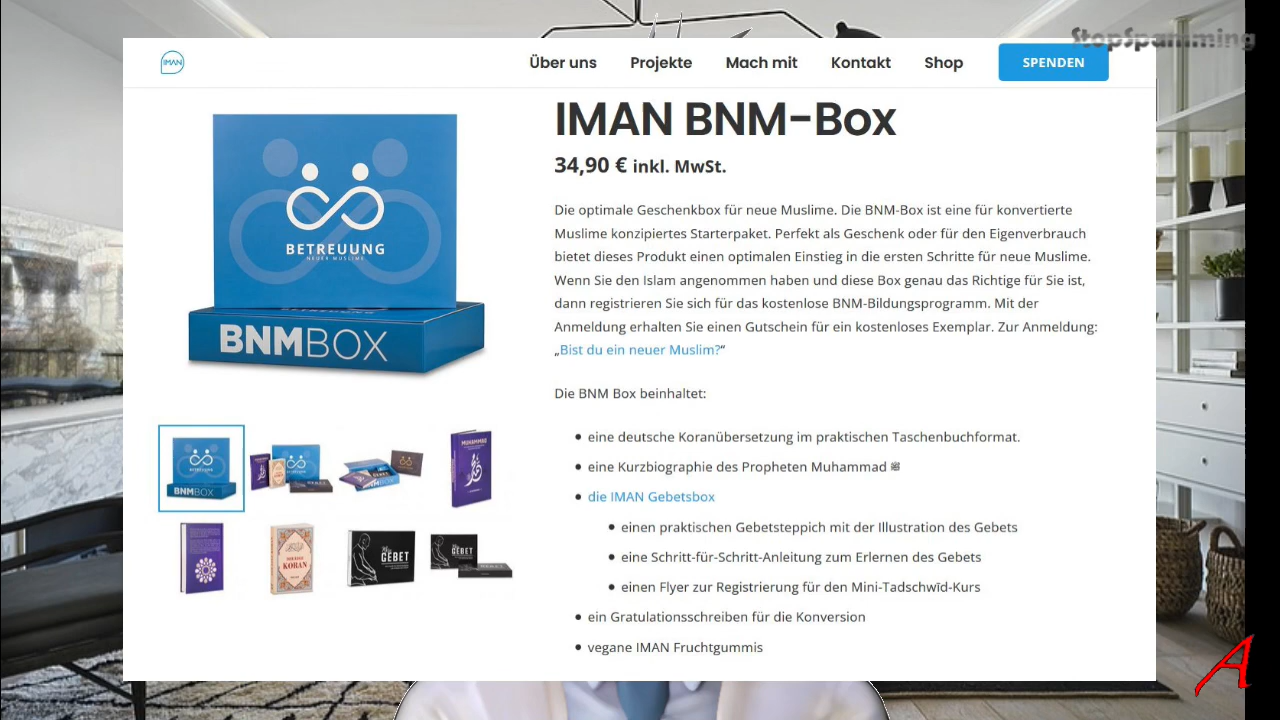 StopSpamming
IMAN
Über uns Projekte Mach mit Kontakt Shop SPENDEN
IMAN BNM-Box
34,90 € inkl. MwSt.
Die optimale Geschenkbox für neue Muslime. Die BNM-Box ist eine für konvertierte
Muslime konzipiertes Starterpaket. Perfekt als Geschenk oder für den Eigenverbrauch
bietet dieses Produkt einen optimalen Einstieg in die ersten Schritte für neue Muslime.
Wenn Sie den Islam angenommen haben und diese Box genau das Richtige für Sie ist,
dann registrieren Sie sich für das kostenlose BNM-Bildungsprogramm. Mit der
Anmeldung erhalten Sie einen Gutschein für ein kostenloses Exemplar. Zur Anmeldung:
„Bist du ein neuer Muslim?“
Die BNM Box beinhaltet:
eine deutsche Koranübersetzung im praktischen Taschenbuchformat.
eine Kurzbiographie des Propheten Muhammad ﷺ
die IMAN Gebetsbox
einen praktischen Gebetsteppich mit der Illustration des Gebets
eine Schritt-für-Schritt-Anleitung zum Erlernen des Gebets
einen Flyer zur Registrierung für den Mini-Tadschwīd-Kurs
ein Gratulationsschreiben für die Konversion
vegane IMAN Fruchtgummis
BETREUUNG
NEUER MUSLIME
BNMBOX
BNMBOX
MUHAMMAD
KORAN
GEBET
GEBET
A